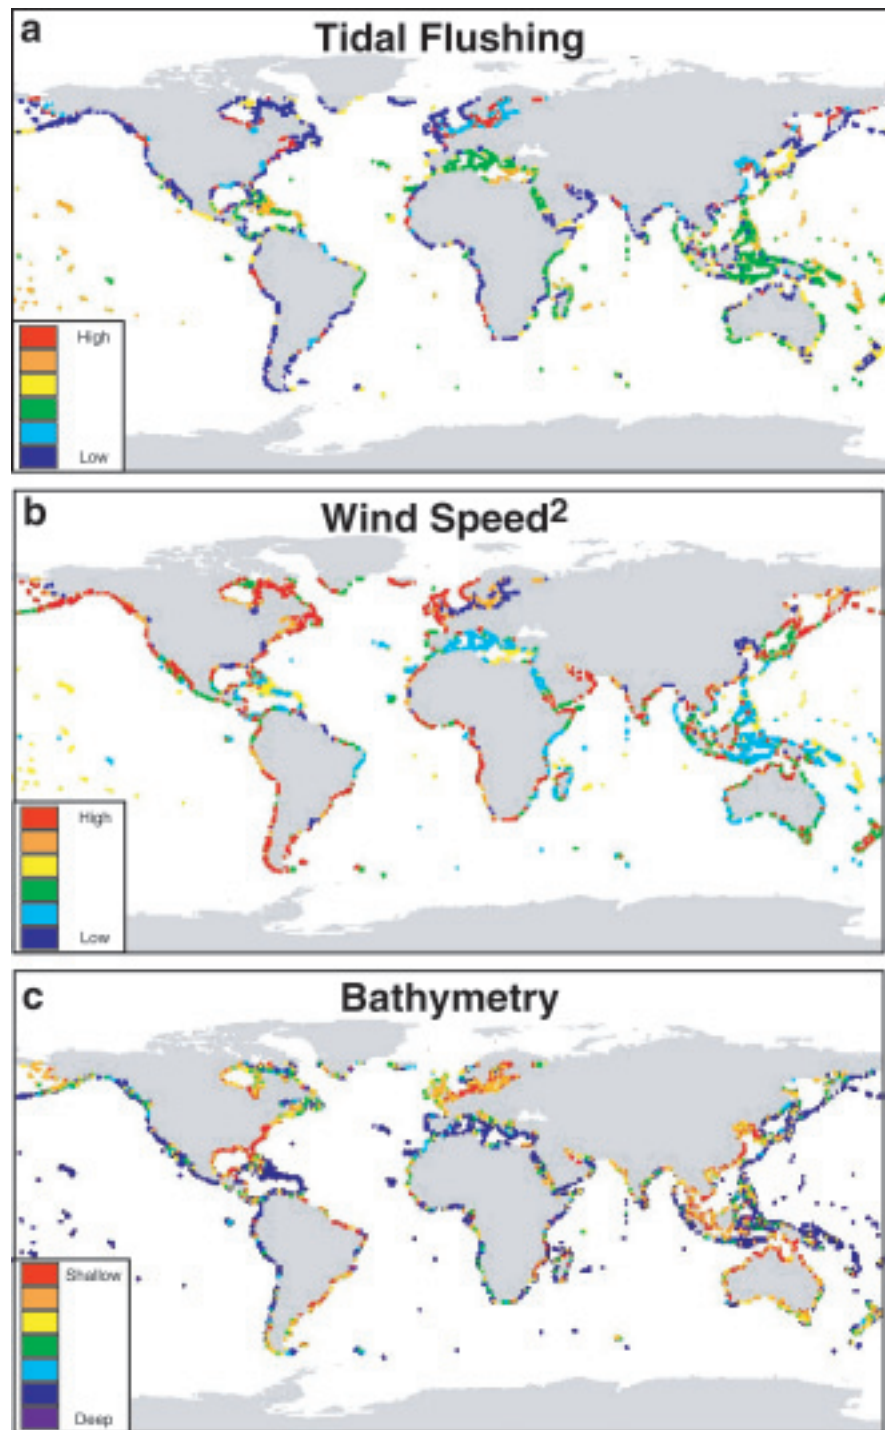 a
Tidal Flushing
High
Low
b
Wind Speed²
High
Low
c
Bathymetry
Shallow
Deep